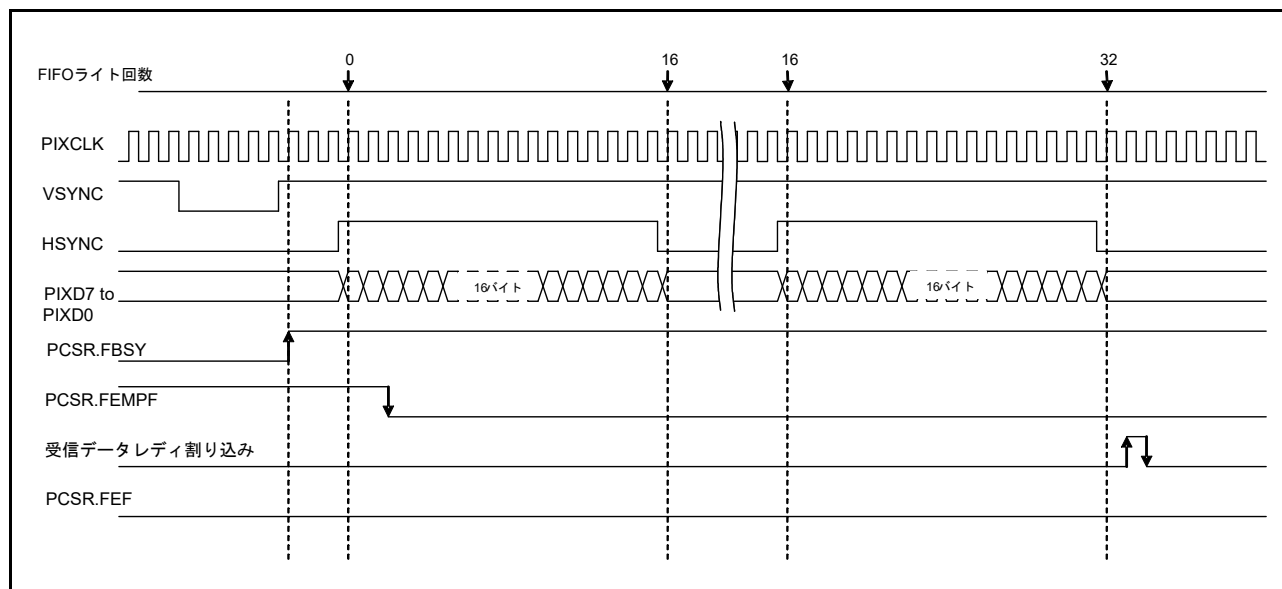 0 16 16 32
FIFOライト回数
PIXCLK
VSYNC
HSYNC
PIXD7 to
PIXD0
16バイト 16バイト
PCSR.FBSY
PCSR.FEMPF
受信データレディ割り込み
PCSR.FEF